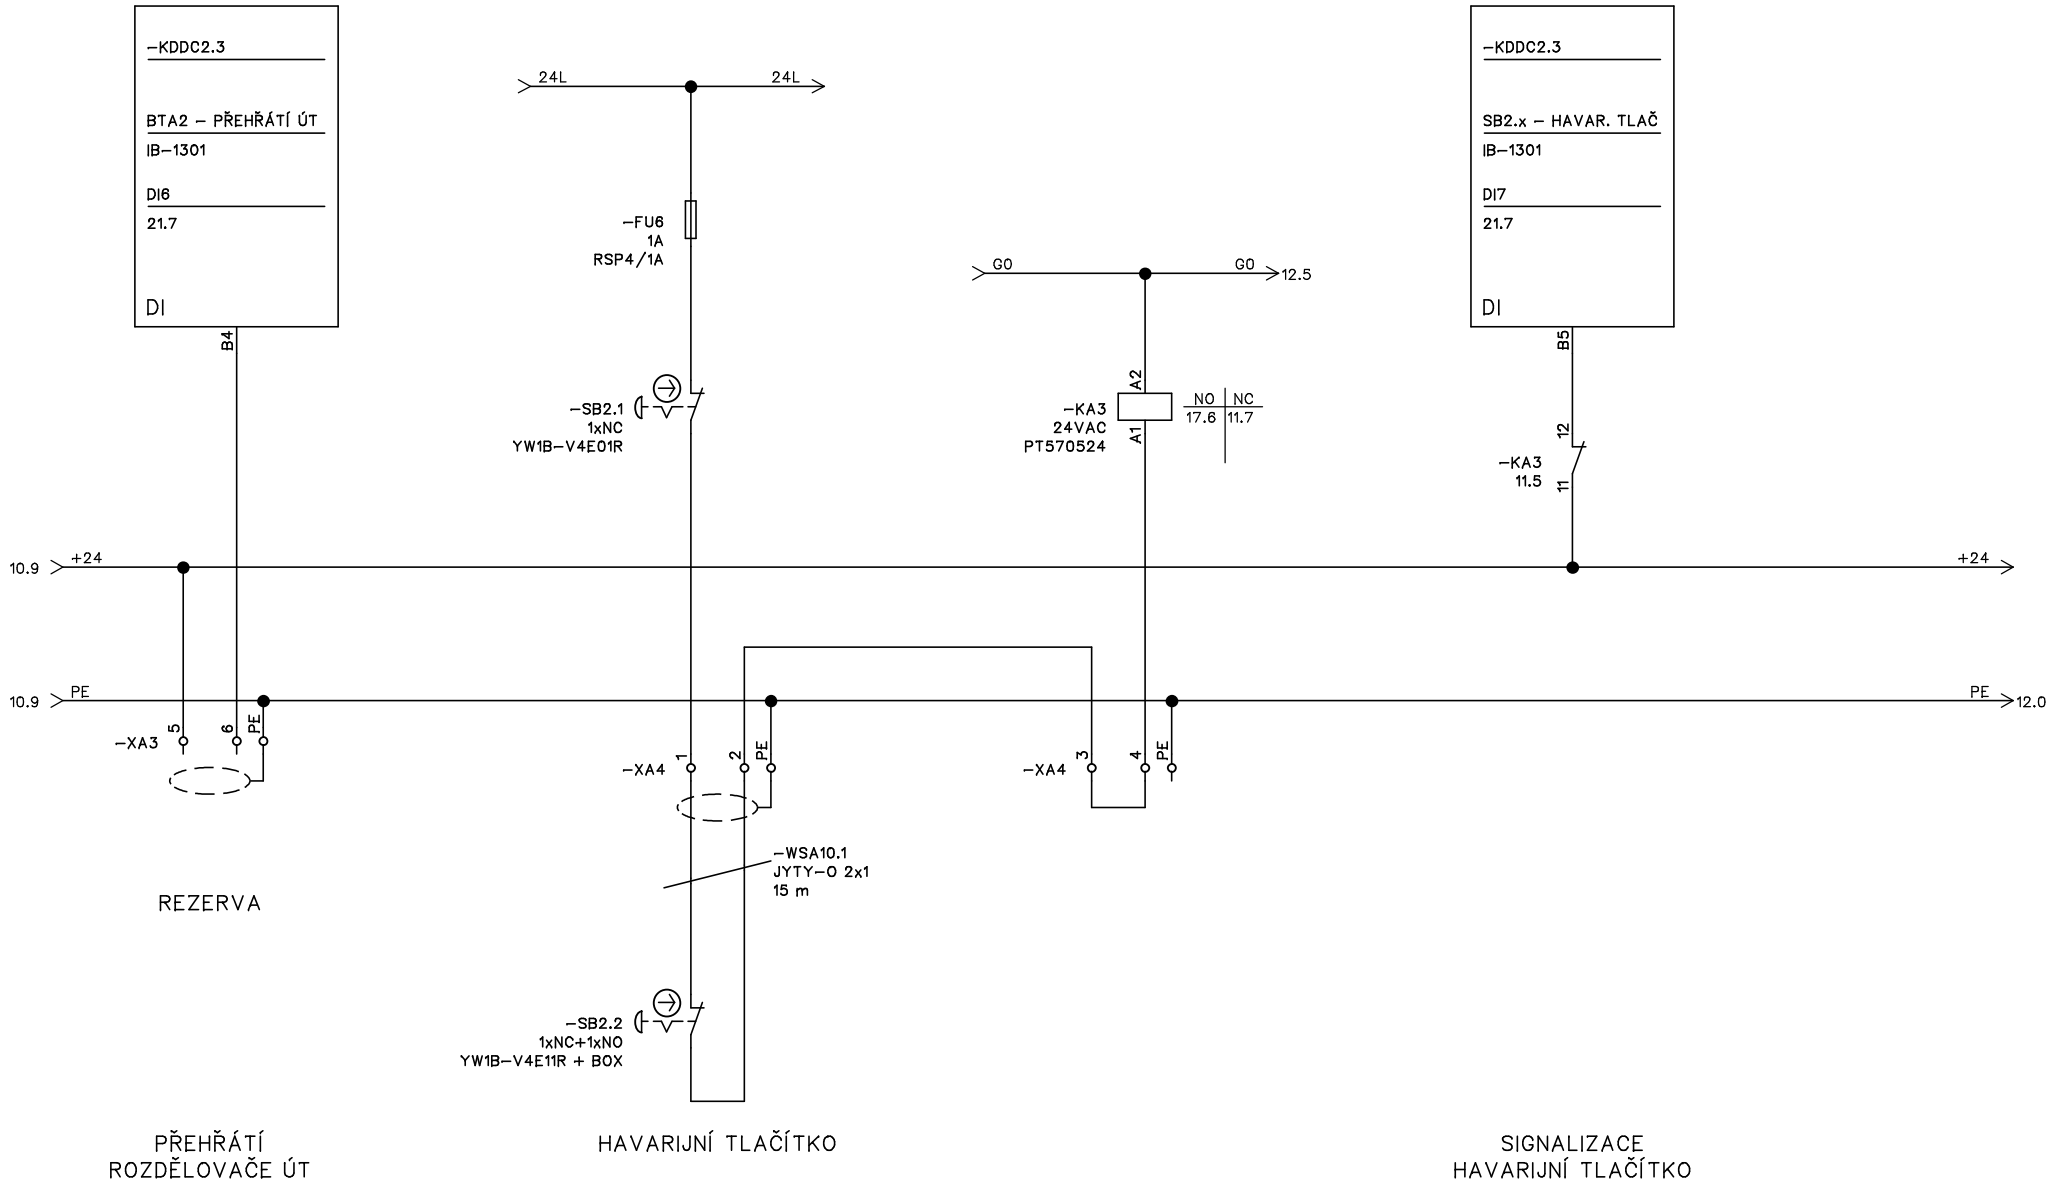 -KDDC2.3
BTA2 - PŘEHŘÁTÍ ÚT
IB-1301
DI6
21.7
DI
B4
24L
24L
-FU6
1A
RSP4/1A
-SB2.1
1xNC
YW1B-V4E01R
G0
G0
12.5
A2
-KA3
24VAC
PT570524
A1
NO
NC
17.6
11.7
-KDDC2.3
SB2.x - HAVAR. TLAČ
IB-1301
DI7
21.7
DI
B5
12
-KA3
11.5
11
10.9
+24
+24
10.9
PE
PE
12.0
-XA3
5
6
PE
-XA4
1
2
PE
-XA4
3
4
PE
-WSA10.1
JYTY-O 2x1
15 m
REZERVA
-SB2.2
1xNC+1xNO
YW1B-V4E11R + BOX
PŘEHŘÁTÍ
ROZDĚLOVAČE ÚT
HAVARIJNÍ TLAČÍTKO
SIGNALIZACE
HAVARIJNÍ TLAČÍTKO